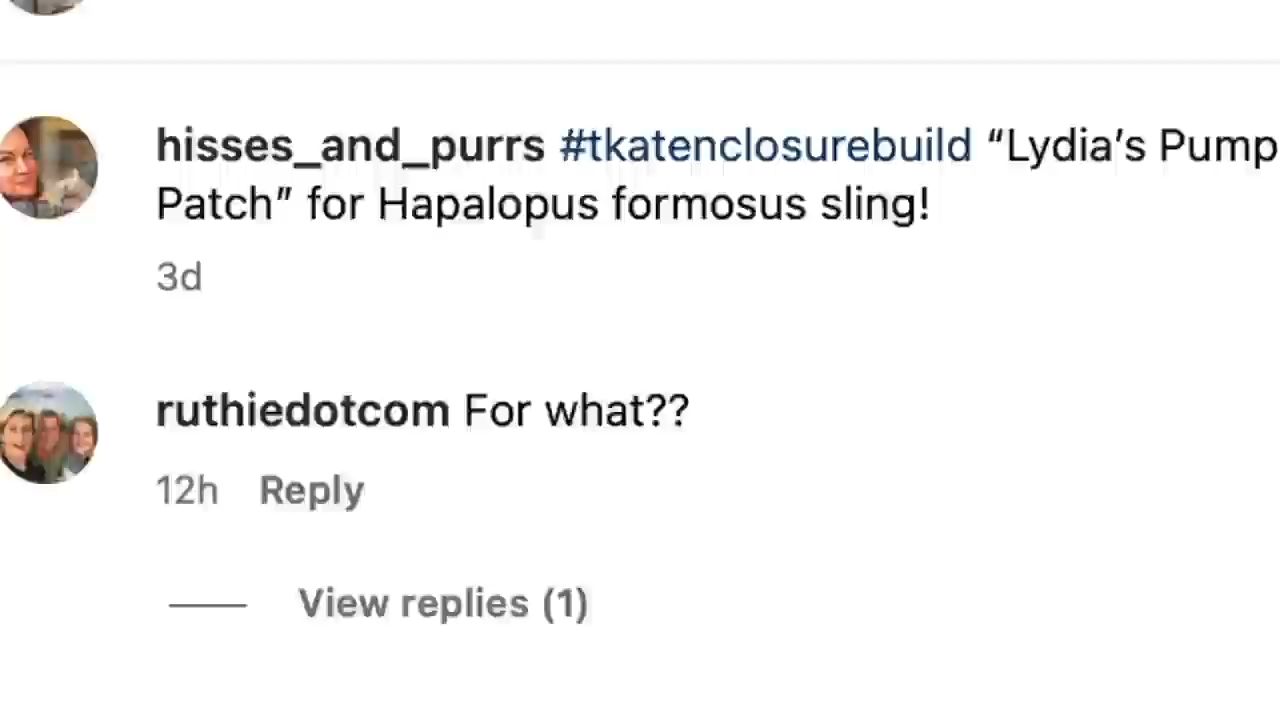 hisses_and_purrs #tkatenclosurebuild “Lydia’s Pump
Patch” for Hapalopus formosus sling!
3d
ruthiedotcom For what??
12h Reply
View replies (1)